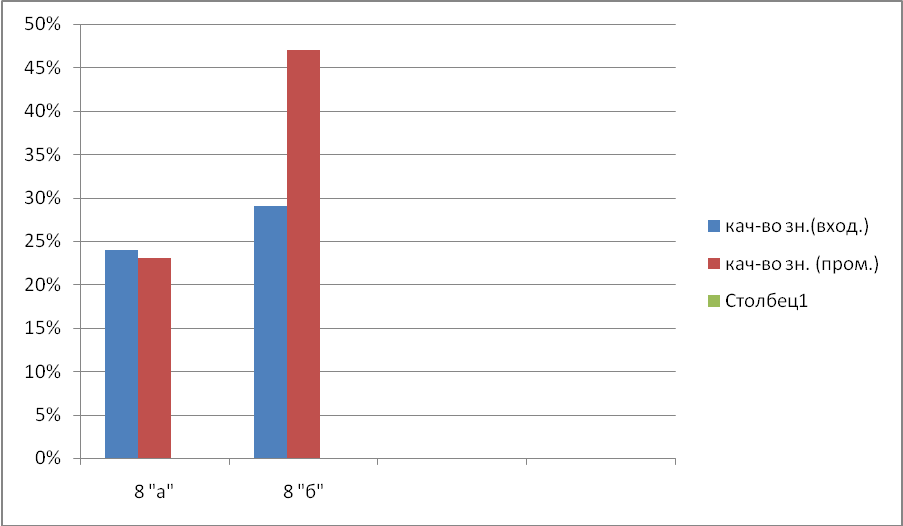 50%
45%
40%
35%
30%
25%
20%
15%
10%
5%
0%
8 "а"
8 "б"
кач-во зн.(вход.)
кач-во зн. (пром.)
Столбец1